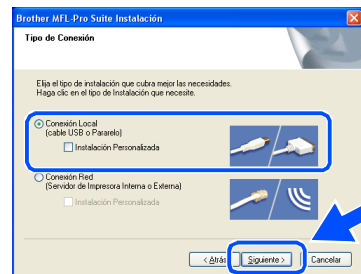 Brother MFL-Pro Suite Instalación
Tipo de Conexión
Elija el tipo de instalación que cubra mejor las necesidades.
Haga clic en el tipo de Instalación que necesite.
Conexión Local
(cable USB o Pararelo)
Instalación Personalizada
Conexión Red
(Servidor de Impresora Interna o Externa)
Instalación Personalizada
< Atrás
Siguiente >
Cancelar